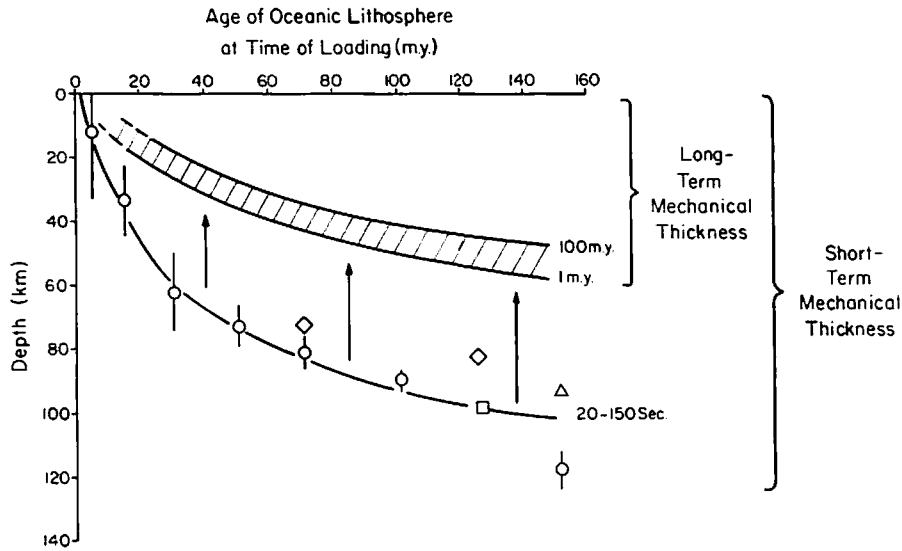 Age of Oceanic Lithosphere
at Time of Loading (m.y.)
0 20 40 60 80 100 120 140 160
0
20
40
60
80
100
120
140
Depth (km)
100 m.y.
1 m.y.
20-150 Sec.
Long-
Term
Mechanical
Thickness
Short-
Term
Mechanical
Thickness